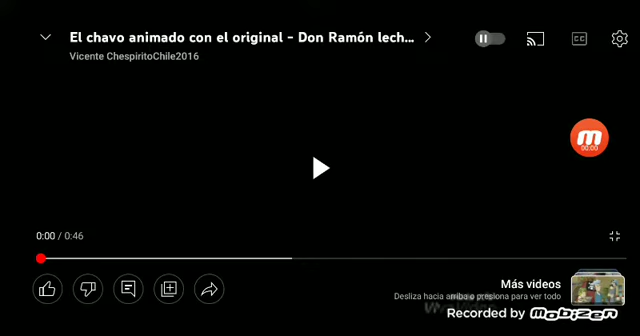 El chavo animado con el original - Don Ramón lech...
Vicente ChespiritoChile2016
CC
m
00:00
0:00 / 0:46
Más videos
Desliza hacia arriba o presiona para ver todo
Recorded by mobizen